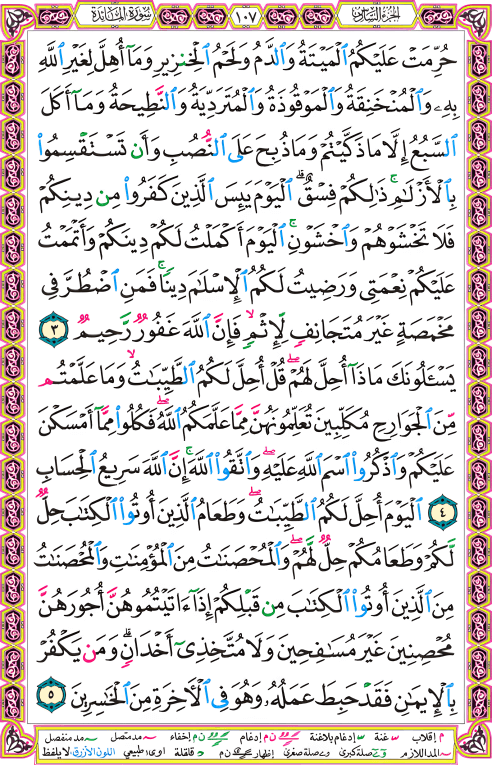 الجزء السادس ١٠٧ سورة المائدة
حُرِّمَتْ عَلَيْكُمُ ٱلْمَيْتَةُ وَٱلدَّمُ وَلَحْمُ ٱلْخِنزِيرِ وَمَآ أُهِلَّ لِغَيْرِ ٱللَّهِ
بِهِۦ وَٱلْمُنْخَنِقَةُ وَٱلْمَوْقُوذَةُ وَٱلْمُتَرَدِّيَةُ وَٱلنَّطِيحَةُ وَمَآ أَكَلَ
ٱلسَّبُعُ إِلَّا مَا ذَكَّيْتُمْ وَمَا ذُبِحَ عَلَى ٱلنُّصُبِ وَأَن تَسْتَقْسِمُوا۟
بِٱلْأَزْلَٰمِ ۚ ذَٰلِكُمْ فِسْقٌ ۗ ٱلْيَوْمَ يَئِسَ ٱلَّذِينَ كَفَرُوا۟ مِن دِينِكُمْ
فَلَا تَخْشَوْهُمْ وَٱخْشَوْنِ ۚ ٱلْيَوْمَ أَكْمَلْتُ لَكُمْ دِينَكُمْ وَأَتْمَمْتُ
عَلَيْكُمْ نِعْمَتِى وَرَضِيتُ لَكُمُ ٱلْإِسْلَٰمَ دِينًا ۚ فَمَنِ ٱضْطُرَّ فِى
مَخْمَصَةٍ غَيْرَ مُتَجَانِفٍ لِّإِثْمٍ ۙ فَإِنَّ ٱللَّهَ غَفُورٌ رَّحِيمٌ ٣
يَسْـَٔلُونَكَ مَاذَآ أُحِلَّ لَهُمْ ۖ قُلْ أُحِلَّ لَكُمُ ٱلطَّيِّبَٰتُ ۙ وَمَا عَلَّمْتُم
مِّنَ ٱلْجَوَارِحِ مُكَلِّبِينَ تُعَلِّمُونَهُنَّ مِمَّا عَلَّمَكُمُ ٱللَّهُ ۖ فَكُلُوا۟ مِمَّآ أَمْسَكْنَ
عَلَيْكُمْ وَٱذْكُرُوا۟ ٱسْمَ ٱللَّهِ عَلَيْهِ ۖ وَٱتَّقُوا۟ ٱللَّهَ ۚ إِنَّ ٱللَّهَ سَرِيعُ ٱلْحِسَابِ
٤ ٱلْيَوْمَ أُحِلَّ لَكُمُ ٱلطَّيِّبَٰتُ ۖ وَطَعَامُ ٱلَّذِينَ أُوتُوا۟ ٱلْكِتَٰبَ حِلٌّ
لَّكُمْ وَطَعَامُكُمْ حِلٌّ لَّهُمْ ۖ وَٱلْمُحْصَنَٰتُ مِنَ ٱلْمُؤْمِنَٰتِ وَٱلْمُحْصَنَٰتُ
مِنَ ٱلَّذِينَ أُوتُوا۟ ٱلْكِتَٰبَ مِن قَبْلِكُمْ إِذَآ ءَاتَيْتُمُوهُنَّ أُجُورَهُنَّ
مُحْصِنِينَ غَيْرَ مُسَٰفِحِينَ وَلَا مُتَّخِذِىٓ أَخْدَانٍ ۗ وَمَن يَكْفُرْ
بِٱلْإِيمَٰنِ فَقَدْ حَبِطَ عَمَلُهُۥ وَهُوَ فِى ٱلْءَاخِرَةِ مِنَ ٱلْخَٰسِرِينَ ٥
م إقلاب س غنة س إدغام بلاغنة ن م إدغام ن م إخفاء مد متصل مد منفصل
المد اللازم صلة كبرى صلة صغرى إظهار ن م د قلقلة اوى طبيعي اللون الأزرق لا يلفظ